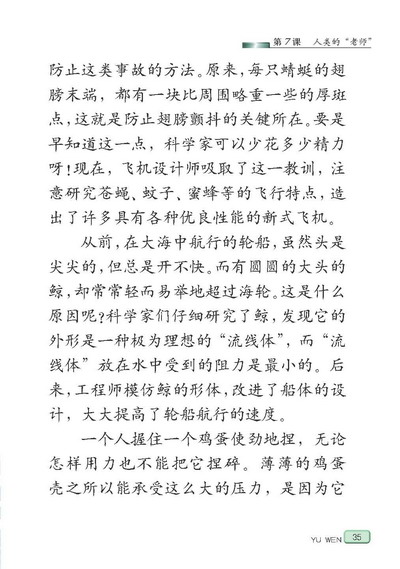 第7课 人类的“老师”
防止这类事故的方法。原来，每只蜻蜓的翅
膀末端，都有一块比周围略重一些的厚斑
点，这就是防止翅膀颤抖的关键所在。要是
早知道这一点，科学家可以少花多少精力
呀！现在，飞机设计师吸取了这一教训，注
意研究苍蝇、蚊子、蜜蜂等的飞行特点，造
出了许多具有各种优良性能的新式飞机。
从前，在大海中航行的轮船，虽然头是
尖尖的，但总是开不快。而有圆圆的大头的
鲸，却常常轻而易举地超过海轮。这是什么
原因呢？科学家们仔细研究了鲸，发现它的
外形是一种极为理想的“流线体”，而“流
线体”放在水中受到的阻力是最小的。后
来，工程师模仿鲸的形体，改进了船体的设
计，大大提高了轮船航行的速度。
一个人握住一个鸡蛋使劲地捏，无论
怎样用力也不能把它捏碎。薄薄的鸡蛋
壳之所以能承受这么大的压力，是因为它
YU WEN 35